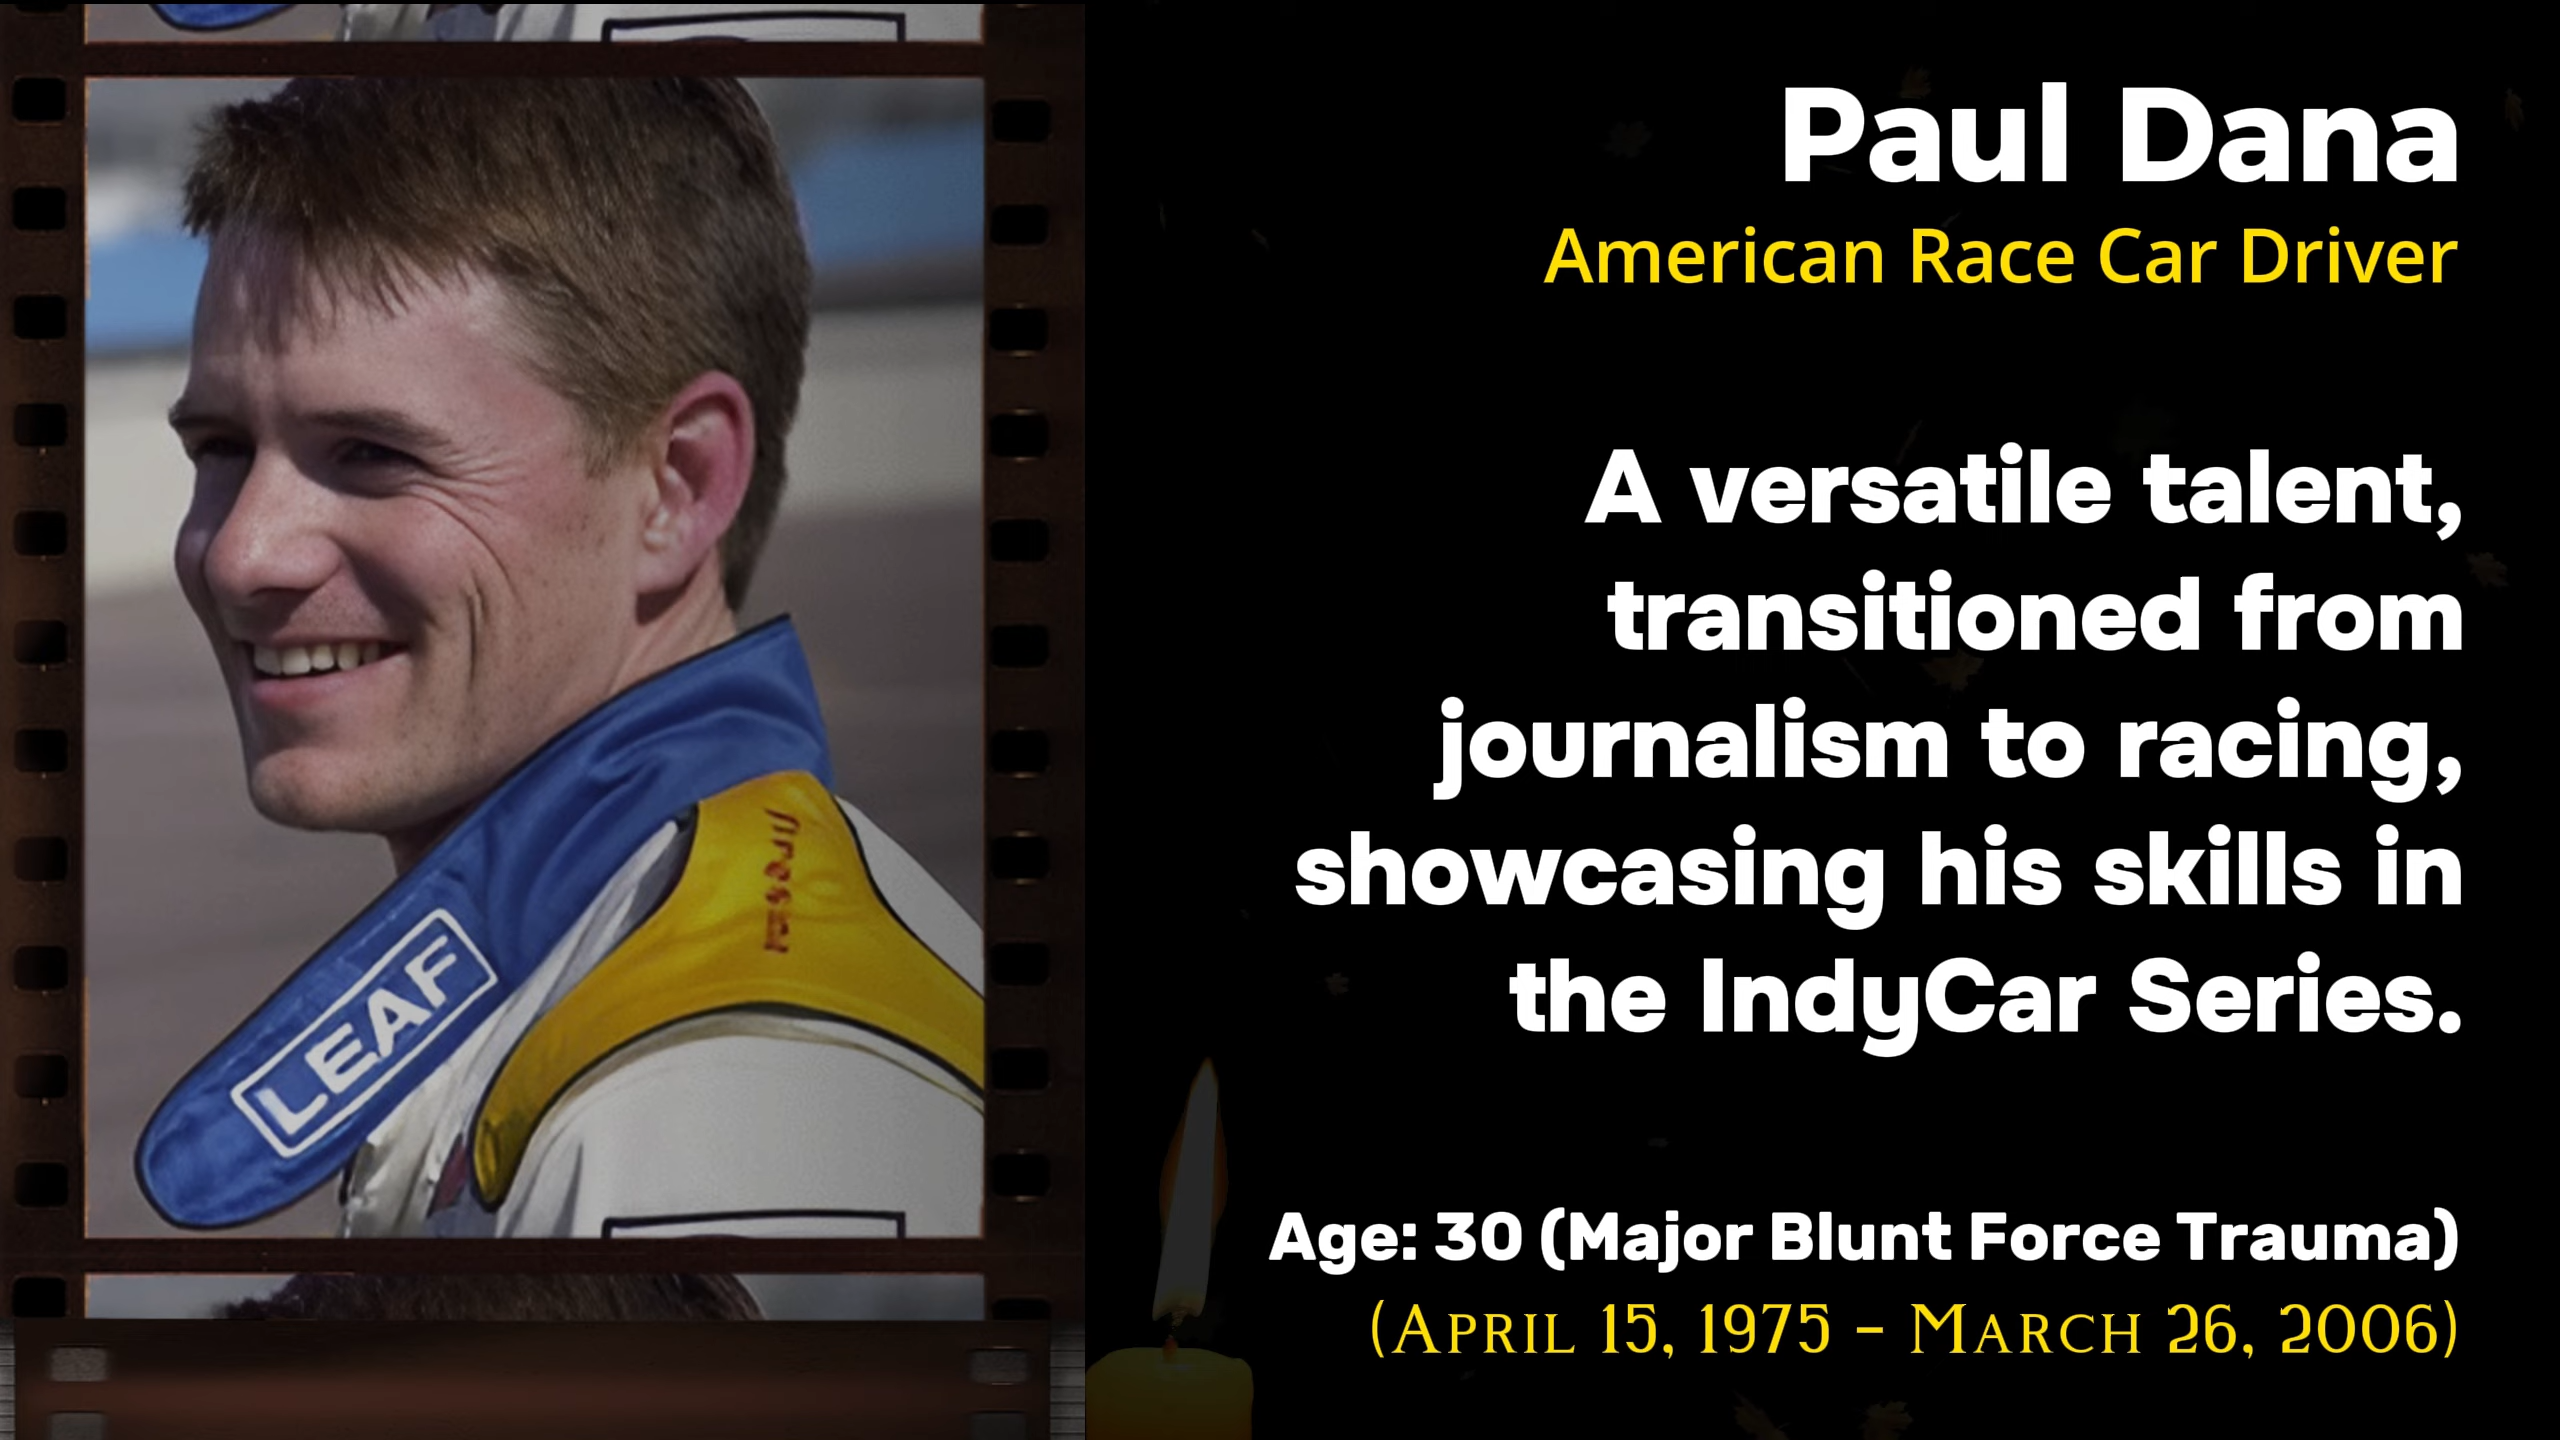 Paul Dana
American Race Car Driver
A versatile talent,
transitioned from
journalism to racing,
showcasing his skills in
the IndyCar Series.
Age: 30 (Major Blunt Force Trauma)
(April 15, 1975 – March 26, 2006)
LEAF